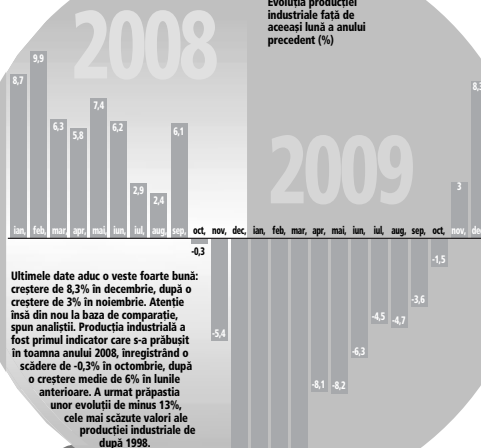 Evoluția producției
industriale față de
aceeași lună a anului
precedent (%)
2008
2009
8,7
9,9
6,3
5,8
7,4
6,2
2,9
2,4
6,1
3
8,3
ian, feb, mar, apr, mai, iun, iul, aug, sep, oct, nov, dec, ian, feb, mar, apr, mai, iun, iul, aug, sep, oct, nov, dec
-0,3
-5,4
-8,1
-8,2
-6,3
-4,5
-4,7
-3,6
-1,5
Ultimele date aduc o veste foarte bună:
creștere de 8,3% în decembrie, după o
creștere de 3% în noiembrie. Atenție
însă din nou la baza de comparație,
spun analiștii. Producția industrială a
fost primul indicator care s-a prăbușit
în toamna anului 2008, înregistrând o
scădere de -0,3% în octombrie, după
o creștere medie de 6% în lunile
anterioare. A urmat prăpastia
unor evoluții de minus 13%,
cele mai scăzute valori ale
producției industriale de
după 1998.